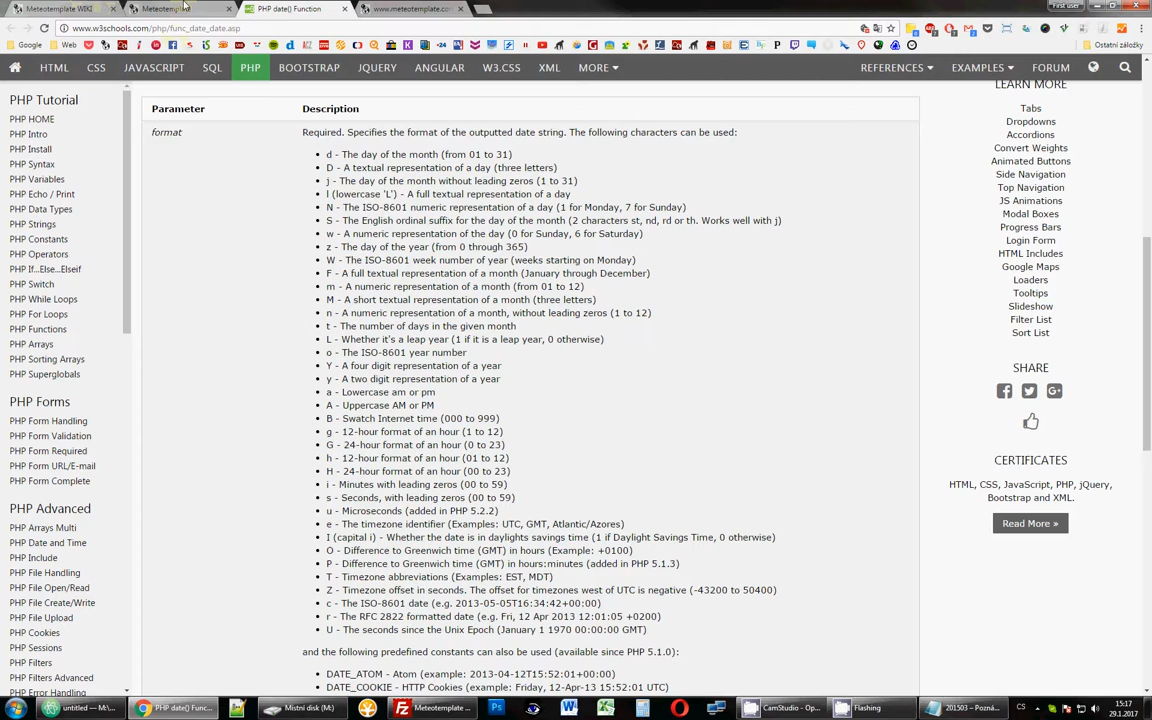 Meteotemplate WIKI
Meteotempl
PHP date() Function
www.meteotemplate.com/
First user
www.w3schools.com/php/func_date_date.asp
Google
Web
Ostatní záložky
HTML
CSS
JAVASCRIPT
SQL
PHP
BOOTSTRAP
JQUERY
ANGULAR
W3.CSS
XML
MORE
REFERENCES
EXAMPLES
FORUM
PHP Tutorial
PHP HOME
PHP Intro
PHP Install
PHP Syntax
PHP Variables
PHP Echo / Print
PHP Data Types
PHP Strings
PHP Constants
PHP Operators
PHP If...Else...Elseif
PHP Switch
PHP While Loops
PHP For Loops
PHP Functions
PHP Arrays
PHP Sorting Arrays
PHP Superglobals
PHP Forms
PHP Form Handling
PHP Form Validation
PHP Form Required
PHP Form URL/E-mail
PHP Form Complete
PHP Advanced
PHP Arrays Multi
PHP Date and Time
PHP Include
PHP File Handling
PHP File Open/Read
PHP File Create/Write
PHP File Upload
PHP Cookies
PHP Sessions
PHP Filters
PHP Filters Advanced
PHP Error Handling
Parameter
Description
format
Required. Specifies the format of the outputted date string. The following characters can be used:
• d - The day of the month (from 01 to 31)
• D - A textual representation of a day (three letters)
• j - The day of the month without leading zeros (1 to 31)
• l (lowercase 'L') - A full textual representation of a day
• N - The ISO-8601 numeric representation of a day (1 for Monday, 7 for Sunday)
• S - The English ordinal suffix for the day of the month (2 characters st, nd, rd or th. Works well with j)
• w - A numeric representation of the day (0 for Sunday, 6 for Saturday)
• z - The day of the year (from 0 through 365)
• W - The ISO-8601 week number of year (weeks starting on Monday)
• F - A full textual representation of a month (January through December)
• m - A numeric representation of a month (from 01 to 12)
• M - A short textual representation of a month (three letters)
• n - A numeric representation of a month, without leading zeros (1 to 12)
• t - The number of days in the given month
• L - Whether it's a leap year (1 if it is a leap year, 0 otherwise)
• o - The ISO-8601 year number
• Y - A four digit representation of a year
• y - A two digit representation of a year
• a - Lowercase am or pm
• A - Uppercase AM or PM
• B - Swatch Internet time (000 to 999)
• g - 12-hour format of an hour (1 to 12)
• G - 24-hour format of an hour (0 to 23)
• h - 12-hour format of an hour (01 to 12)
• H - 24-hour format of an hour (00 to 23)
• i - Minutes with leading zeros (00 to 59)
• s - Seconds, with leading zeros (00 to 59)
• u - Microseconds (added in PHP 5.2.2)
• e - The timezone identifier (Examples: UTC, GMT, Atlantic/Azores)
• I (capital i) - Whether the date is in daylights savings time (1 if Daylight Savings Time, 0 otherwise)
• O - Difference to Greenwich time (GMT) in hours (Example: +0100)
• P - Difference to Greenwich time (GMT) in hours:minutes (added in PHP 5.1.3)
• T - Timezone abbreviations (Examples: EST, MDT)
• Z - Timezone offset in seconds. The offset for timezones west of UTC is negative (-43200 to 50400)
• c - The ISO-8601 date (e.g. 2013-05-05T16:34:42+00:00)
• r - The RFC 2822 formatted date (e.g. Fri, 12 Apr 2013 12:01:05 +0200)
• U - The seconds since the Unix Epoch (January 1 1970 00:00:00 GMT)
and the following predefined constants can also be used (available since PHP 5.1.0):
• DATE_ATOM - Atom (example: 2013-04-12T15:52:01+00:00)
• DATE_COOKIE - HTTP Cookies (example: Friday, 12-Apr-13 15:52:01 UTC)
LEARN MORE
Tabs
Dropdowns
Accordions
Convert Weights
Animated Buttons
Side Navigation
Top Navigation
JS Animations
Modal Boxes
Progress Bars
Login Form
HTML Includes
Google Maps
Loaders
Tooltips
Slideshow
Filter List
Sort List
SHARE
CERTIFICATES
HTML, CSS, JavaScript, PHP, jQuery,
Bootstrap and XML.
Read More »
untitled — M:\...
PHP date() Func...
Místní disk (M:)
Meteotemplate ...
CamStudio - Op...
Flashing
201503 – Pozná...
CS
15:17
29.1.2017